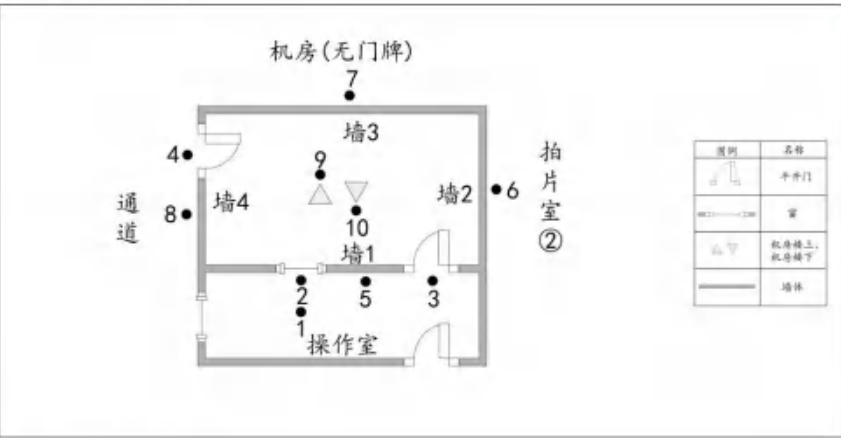 机房(无门牌)
7
墙3
4
9
拍片室②
图例
名称
平开门
通道
8
墙4
墙2
6
窗
10
机房楼上、
机房楼下
墙1
墙体
2
5
3
1
操作室